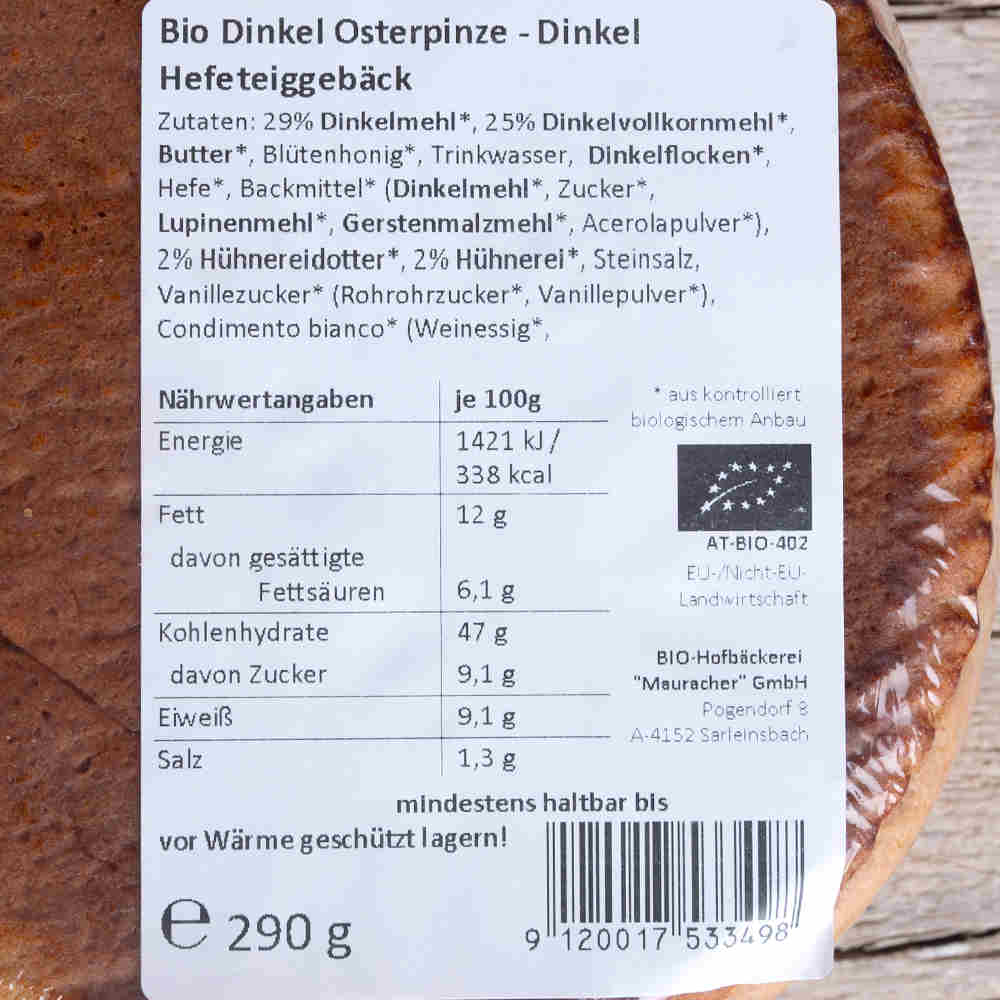 Bio Dinkel Osterpinze - Dinkel
Hefeteiggebäck
Zutaten: 29% Dinkelmehl*, 25% Dinkelvollkornmehl*,
Butter*, Blütenhonig*, Trinkwasser, Dinkelflocken*,
Hefe*, Backmittel* (Dinkelmehl*, Zucker*,
Lupinenmehl*, Gerstenmalzmehl*, Acerolapulver*),
2% Hühnereidotter*, 2% Hühnerei*, Steinsalz,
Vanillezucker* (Rohrohrzucker*, Vanillepulver*),
Condimento bianco* (Weinessig*,
Nährwertangaben je 100g
Energie 1421 kJ /
338 kcal
Fett 12 g
davon gesättigte
Fettsäuren 6,1 g
Kohlenhydrate 47 g
davon Zucker 9,1 g
Eiweiß 9,1 g
Salz 1,3 g
* aus kontrolliert
biologischem Anbau
AT-BIO-402
EU-/Nicht-EU-
Landwirtschaft
BIO-Hofbäckerei
"Mauracher" GmbH
Pogendorf 8
A-4152 Sarleinsbach
mindestens haltbar bis
vor Wärme geschützt lagern!
e 290 g
9 120017 533498